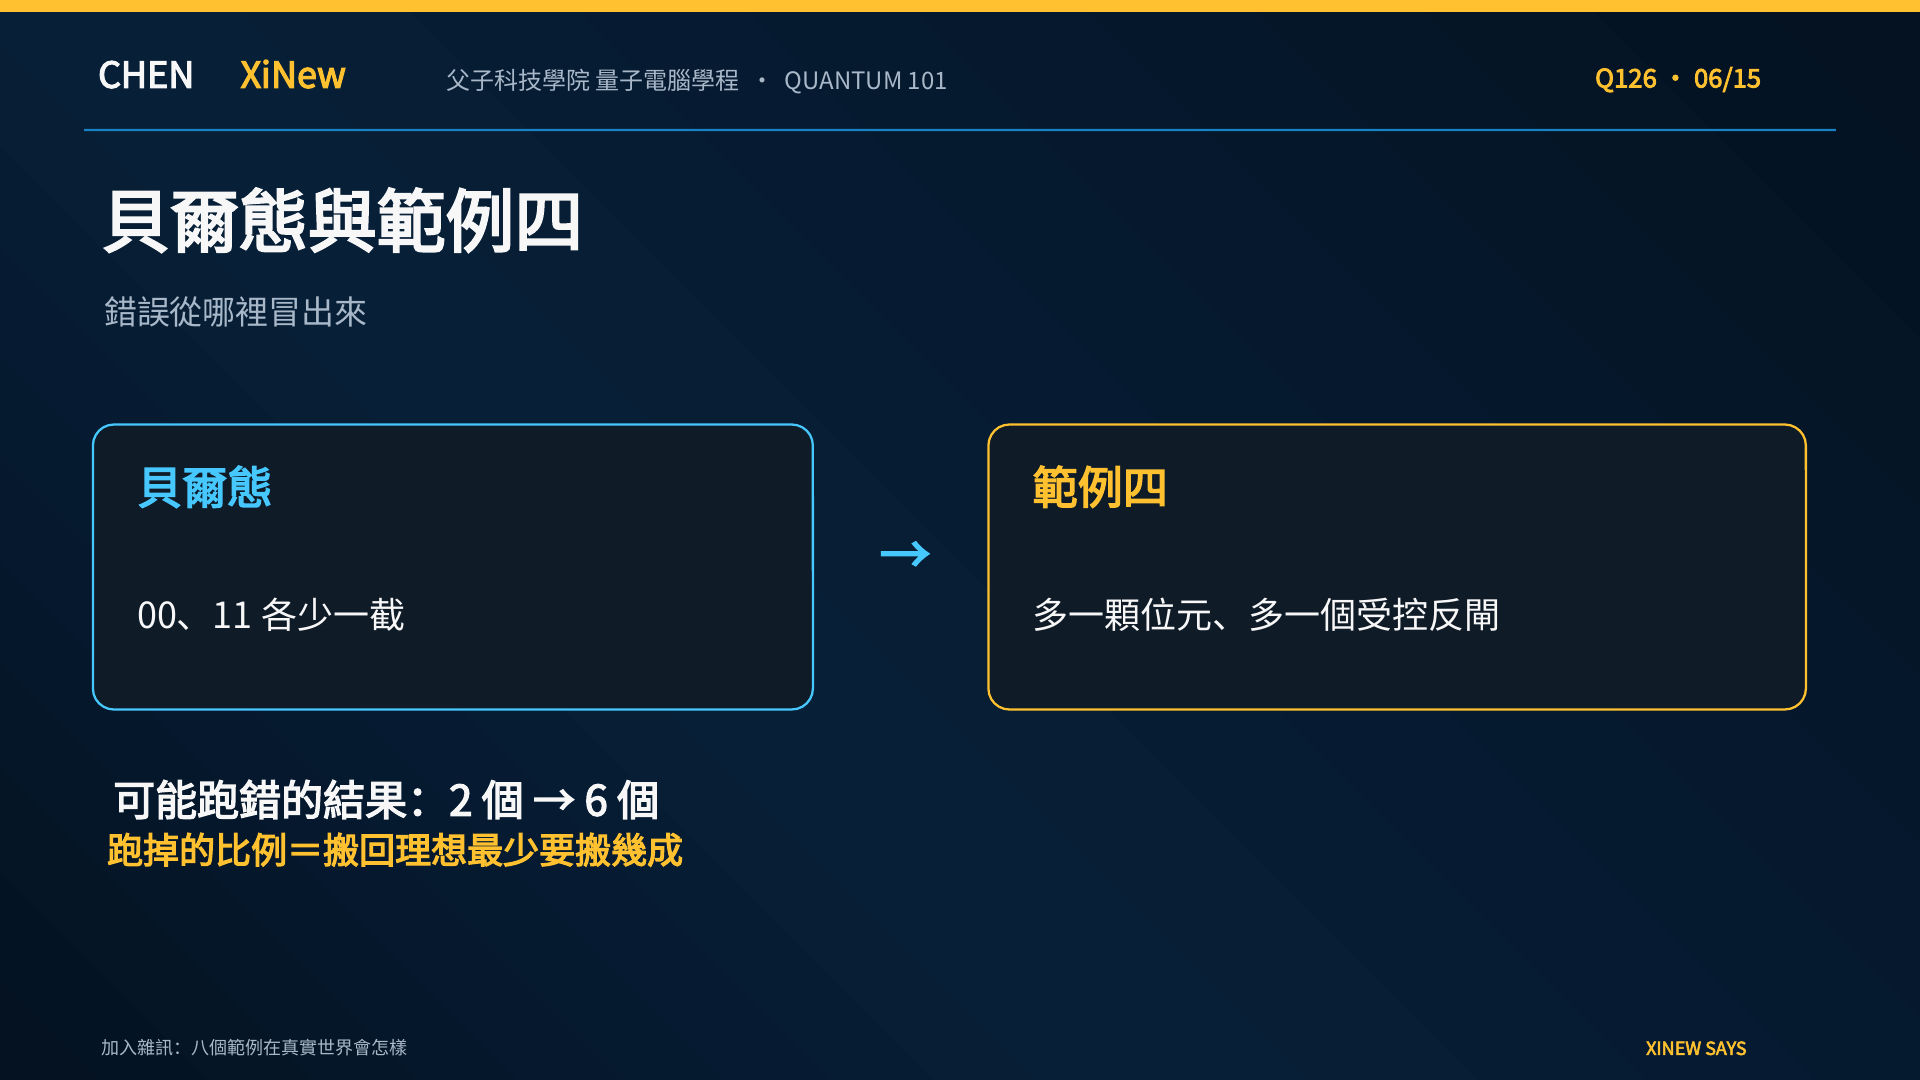 CHEN XiNew 父子科技學院 量子電腦學程 · QUANTUM 101 Q126 · 06/15
貝爾態與範例四
錯誤從哪裡冒出來
貝爾態
00、11 各少一截
→
範例四
多一顆位元、多一個受控反閘
可能跑錯的結果：2 個 → 6 個
跑掉的比例＝搬回理想最少要搬幾成
加入雜訊：八個範例在真實世界會怎樣 XINEW SAYS